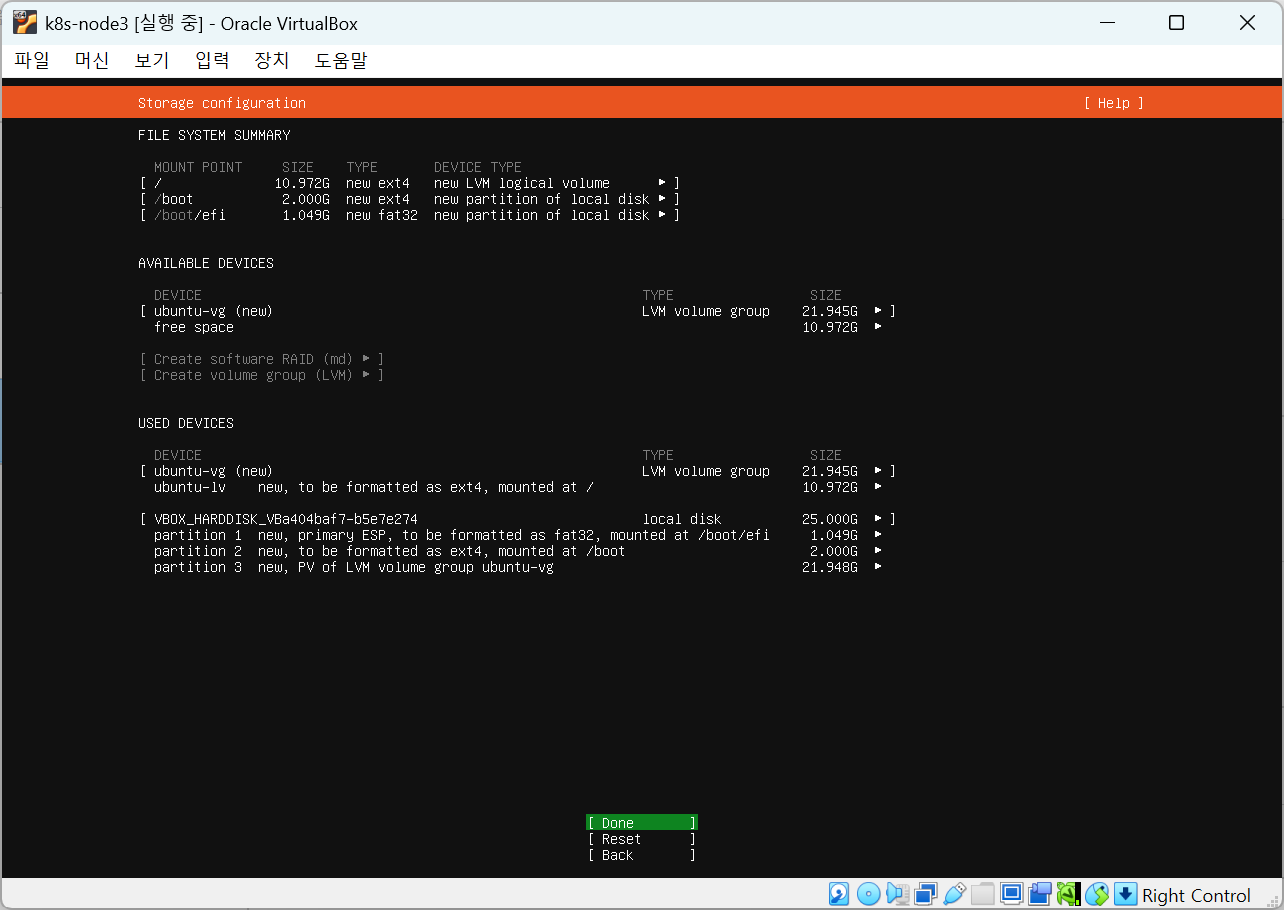 k8s-node3 [실행 중] - Oracle VirtualBox
파일 머신 보기 입력 장치 도움말
Storage configuration [ Help ]
FILE SYSTEM SUMMARY
MOUNT POINT SIZE TYPE DEVICE TYPE
[ / 10.972G new ext4 new LVM logical volume ▸ ]
[ /boot 2.000G new ext4 new partition of local disk ▸ ]
[ /boot/efi 1.049G new fat32 new partition of local disk ▸ ]
AVAILABLE DEVICES
DEVICE TYPE SIZE
[ ubuntu-vg (new) LVM volume group 21.945G ▸ ]
free space 10.972G ▸
[ Create software RAID (md) ▸ ]
[ Create volume group (LVM) ▸ ]
USED DEVICES
DEVICE TYPE SIZE
[ ubuntu-vg (new) LVM volume group 21.945G ▸ ]
ubuntu-lv new, to be formatted as ext4, mounted at / 10.972G ▸
[ VBOX_HARDDISK_VBa404baf7-b5e7e274 local disk 25.000G ▸ ]
partition 1 new, primary ESP, to be formatted as fat32, mounted at /boot/efi 1.049G ▸
partition 2 new, to be formatted as ext4, mounted at /boot 2.000G ▸
partition 3 new, PV of LVM volume group ubuntu-vg 21.948G ▸
[ Done ]
[ Reset ]
[ Back ]
Right Control